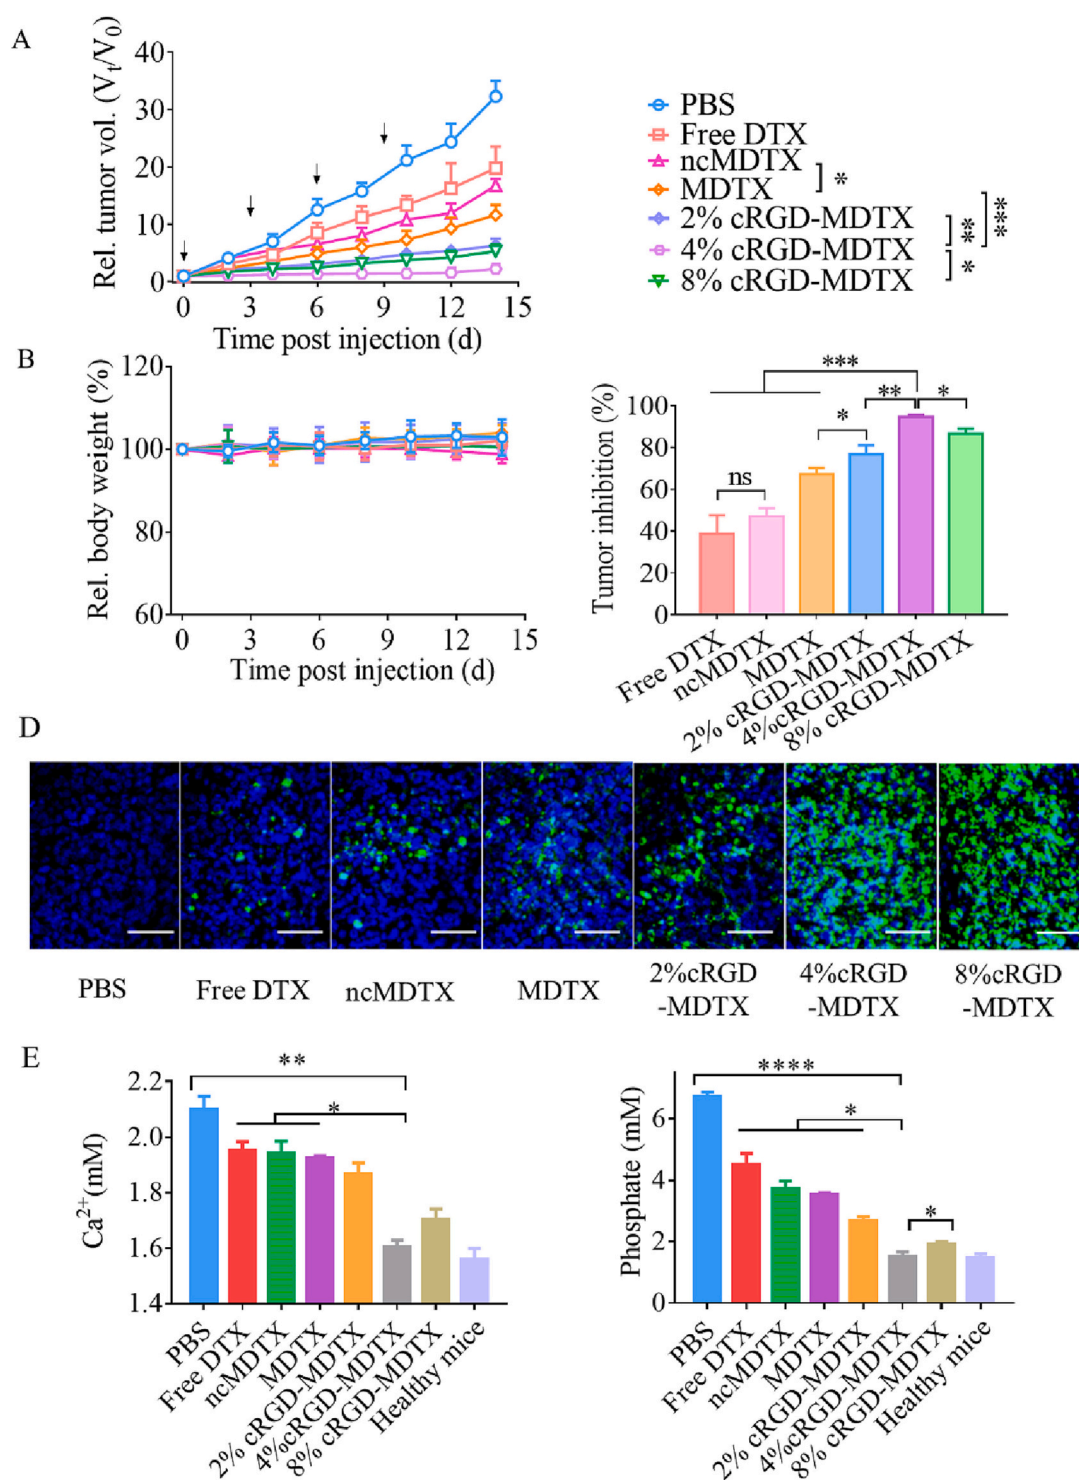 A
Rel. tumor vol. (Vt/V0)
40
30
20
10
0
0 3 6 9 12 15
Time post injection (d)
PBS
Free DTX
ncMDTX
MDTX
2% cRGD-MDTX
4% cRGD-MDTX
8% cRGD-MDTX
*
**
***
*
B
Rel. body weight (%)
120
100
80
60
0 3 6 9 12 15
Time post injection (d)
Tumor inhibition (%)
100
80
60
40
20
0
***
** *
*
ns
Free DTX
ncMDTX
MDTX
2% cRGD-MDTX
4%cRGD-MDTX
8% cRGD-MDTX
D
PBS
Free DTX
ncMDTX
MDTX
2%cRGD
-MDTX
4%cRGD
-MDTX
8%cRGD
-MDTX
E
Ca2+(mM)
2.2
2.0
1.8
1.6
1.4
**
*
PBS
Free DTX
ncMDTX
MDTX
2% cRGD-MDTX
4%cRGD-MDTX
8% cRGD-MDTX
Healthy mice
Phosphate (mM)
6
4
2
0
****
*
*
PBS
Free DTX
ncMDTX
MDTX
2% cRGD-MDTX
4%cRGD-MDTX
8% cRGD-MDTX
Healthy mice